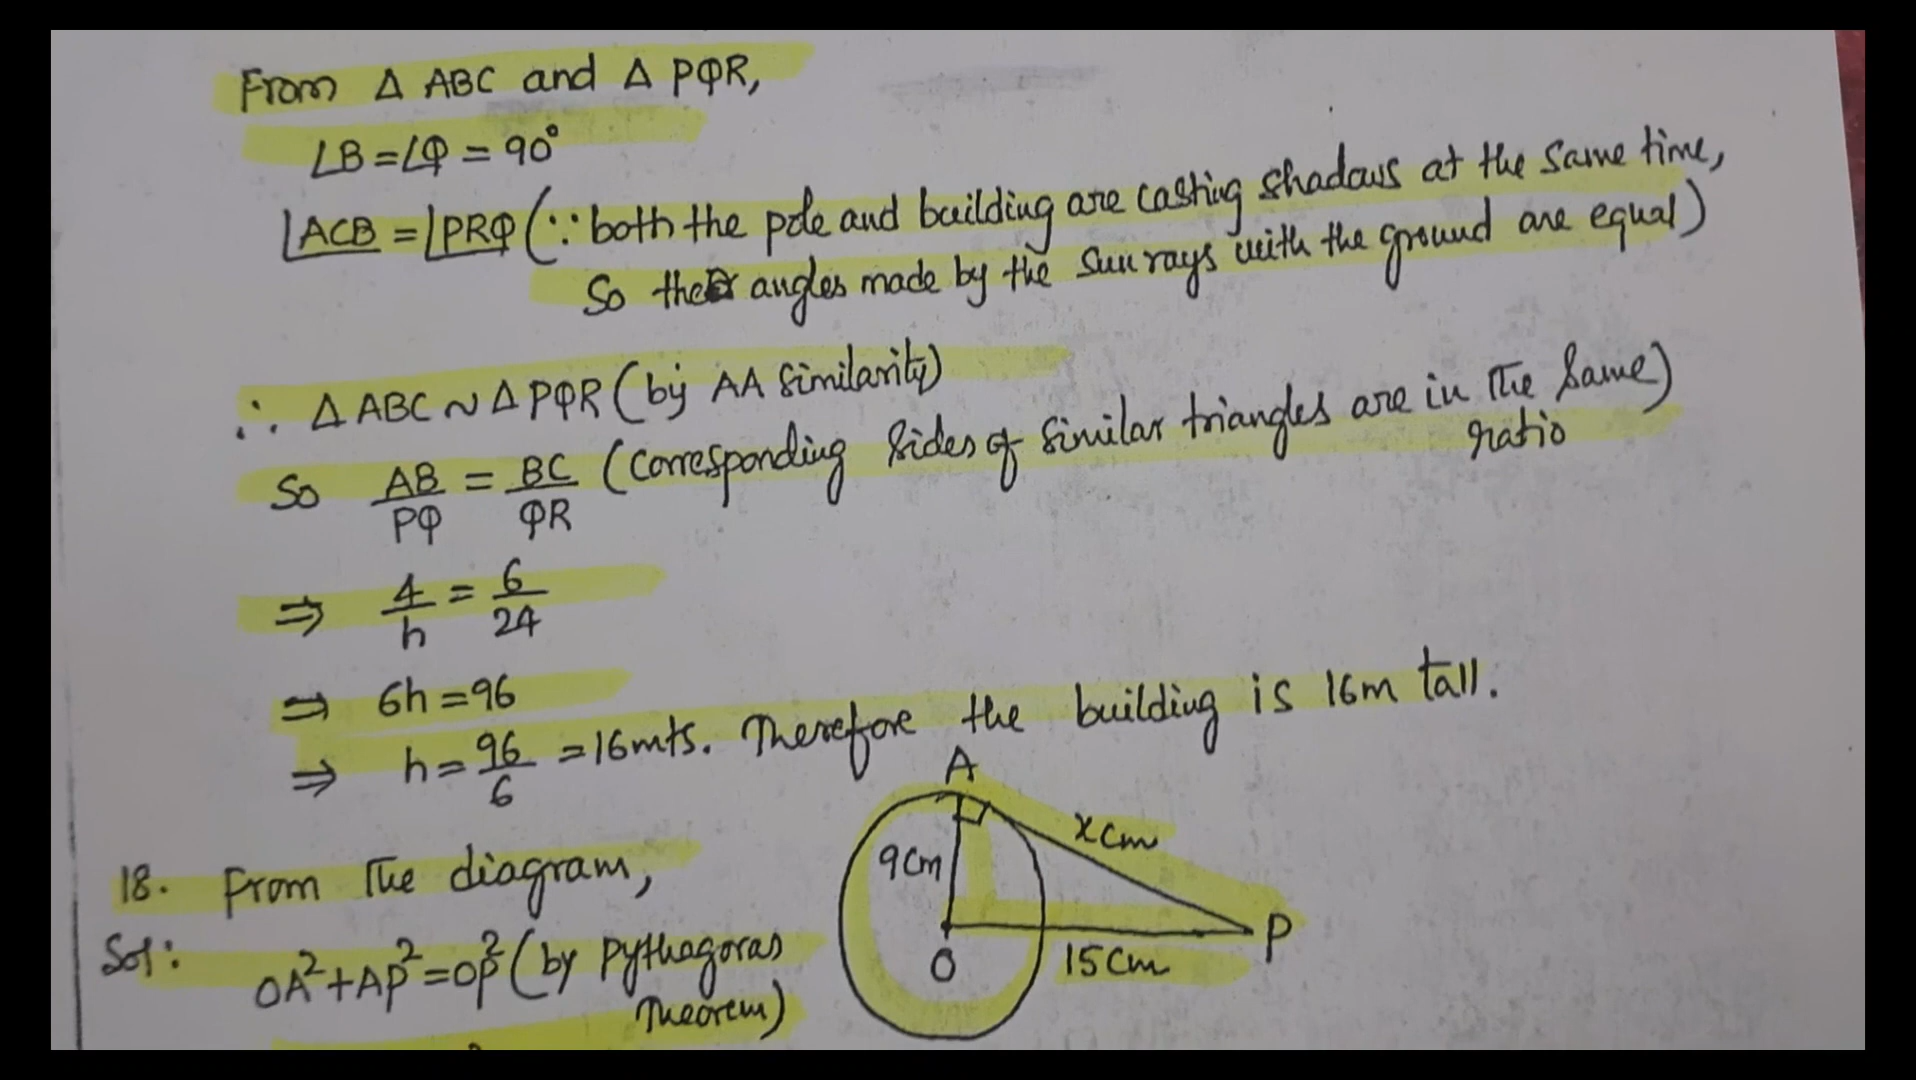 From Δ ABC and Δ PQR,
∠B = ∠Q = 90°
∠ACB = ∠PRQ (∵ both the pole and building are casting shadows at the same time,
So the angles made by the Sun rays with the ground are equal)
∴ Δ ABC ~ Δ PQR (by AA Similarity)
So AB/PQ = BC/QR (Corresponding Sides of Similar triangles are in the Same)
ratio
⇒ 4/h = 6/24
⇒ 6h = 96
⇒ h = 96/6 = 16mts. Therefore the building is 16m tall.
A
x cm
9cm
18. From the diagram,
P
O
15cm
Sol:
OA² + AP² = OP² (by Pythagoras
Theorem)